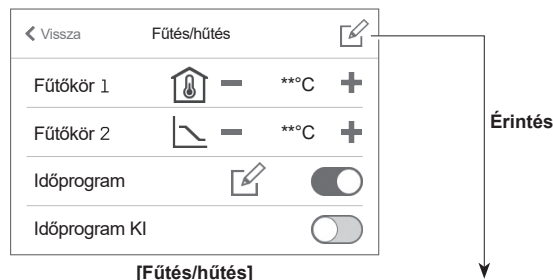 Vissza Fűtés/hűtés
Fűtőkör 1 **°C
Érintés
Fűtőkör 2 **°C
Időprogram
Időprogram KI
[Fűtés/hűtés]